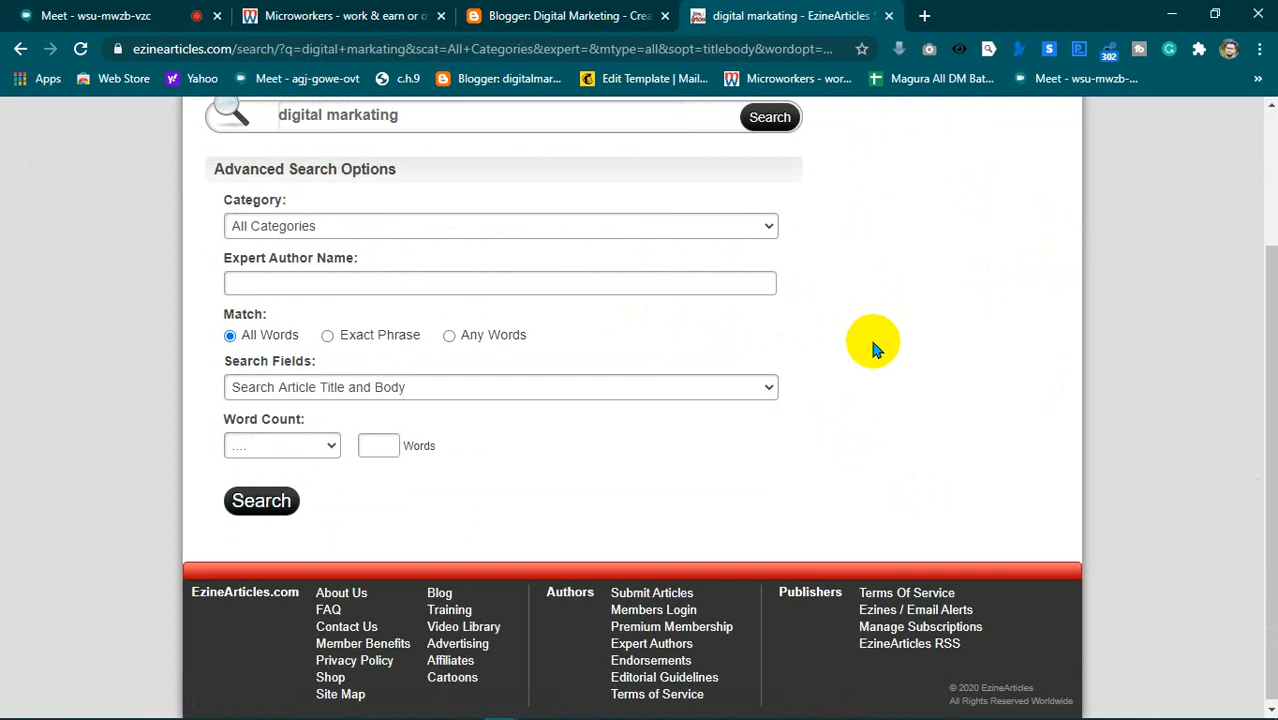 Meet - wsu-mwzb-vzc
Microworkers - work & earn or o
Blogger: Digital Marketing - Crea
digital marketing - EzineArticles S
ezinearticles.com/search/?q=digital+marketing&scat=All+Categories&expert=&mtype=all&sopt=titlebody&wordopt=...
302
Apps
Web Store
Yahoo
Meet - agj-gowe-ovt
c.h.9
Blogger: digitalmar...
Edit Template | Mail...
Microworkers - wor...
Magura All DM Bat...
Meet - wsu-mwzb-...
digital markating
Search
Advanced Search Options
Category:
All Categories
Expert Author Name:
Match:
All Words
Exact Phrase
Any Words
Search Fields:
Search Article Title and Body
Word Count:
....
Words
Search
EzineArticles.com
About Us
FAQ
Contact Us
Member Benefits
Privacy Policy
Shop
Site Map
Blog
Training
Video Library
Advertising
Affiliates
Cartoons
Authors
Submit Articles
Members Login
Premium Membership
Expert Authors
Endorsements
Editorial Guidelines
Terms of Service
Publishers
Terms Of Service
Ezines / Email Alerts
Manage Subscriptions
EzineArticles RSS
© 2020 EzineArticles
All Rights Reserved Worldwide